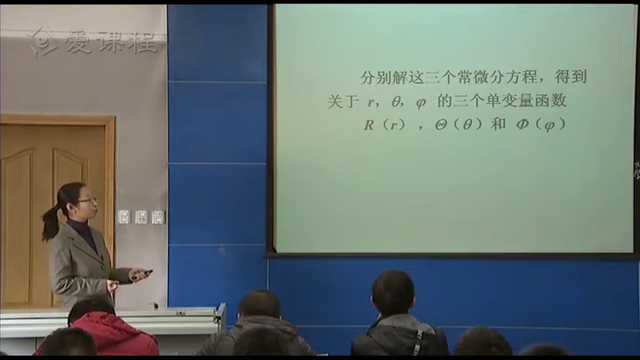 爱课程
分别解这三个常微分方程，得到
关于 r，θ，φ 的三个单变量函数
R（r），Θ（θ）和 Φ（φ）